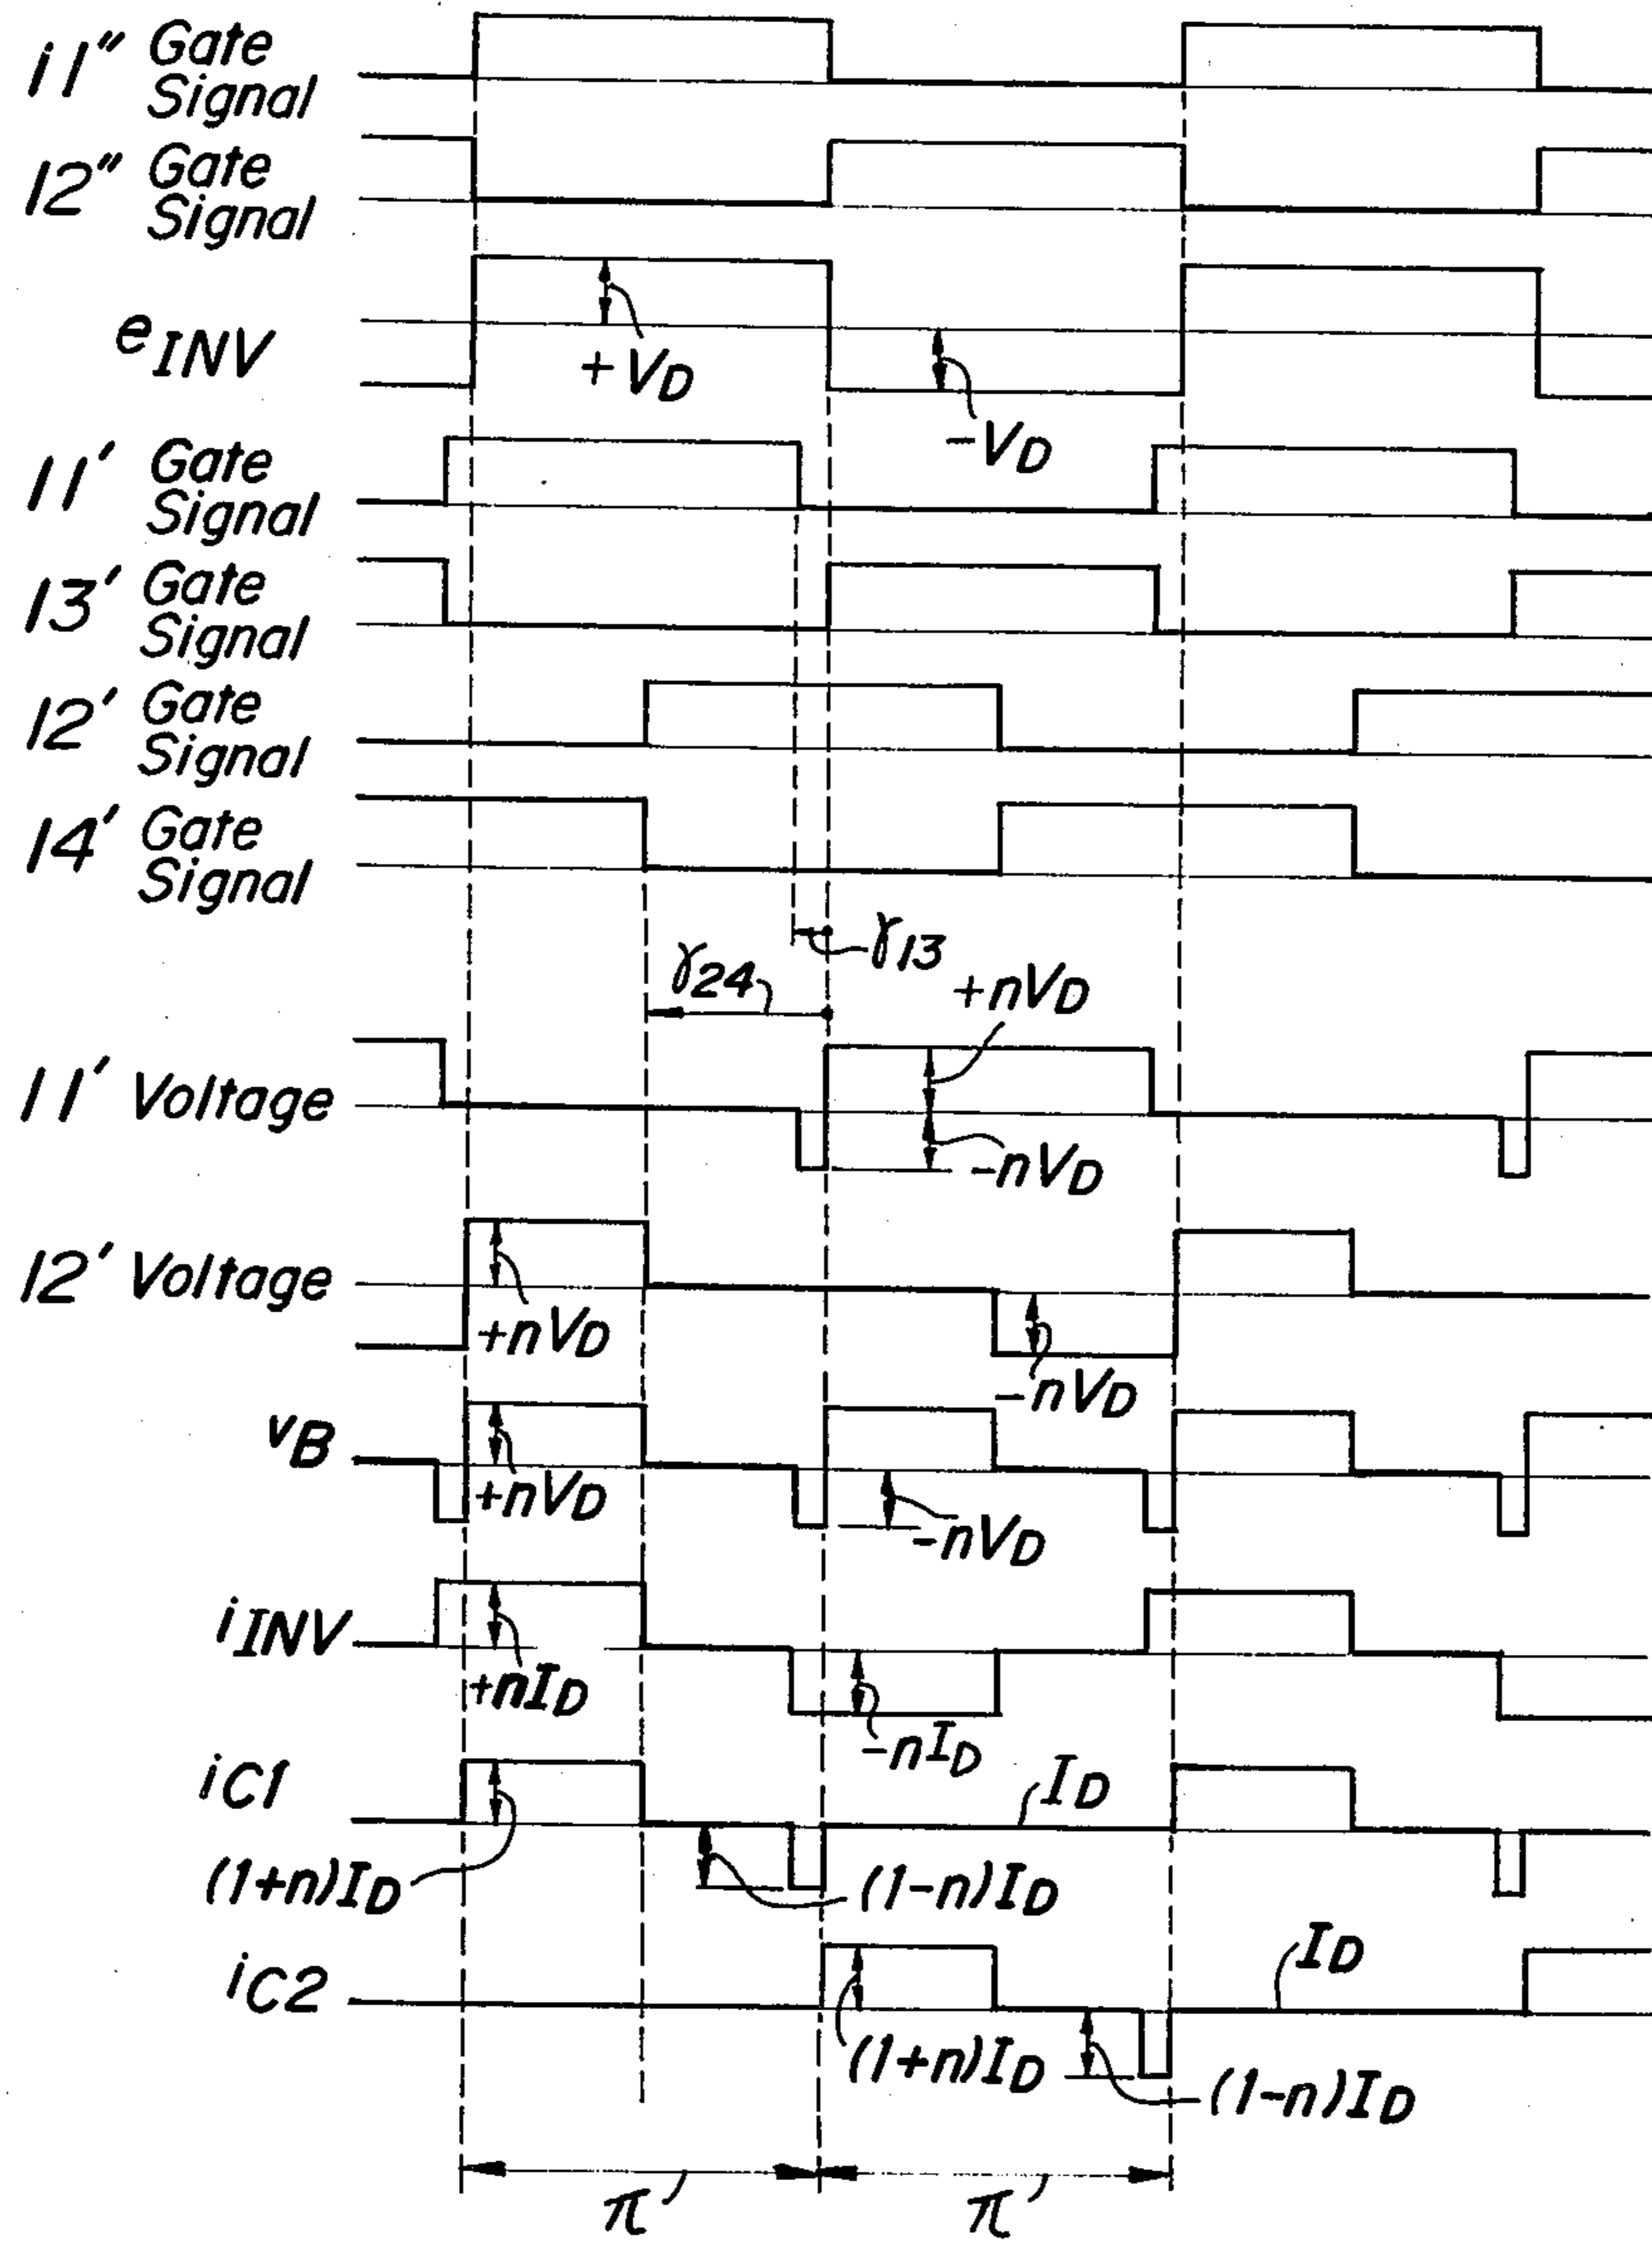 i1″ Gate
Signal
12″ Gate
Signal
eINV
+VD
-VD
11′ Gate
Signal
13′ Gate
Signal
12′ Gate
Signal
14′ Gate
Signal
γ13
γ24
+nVD
11′ Voltage
-nVD
12′ Voltage
+nVD
-nVD
vB
+nVD
-nVD
iINV
+nID
-nID
iC1
ID
(1+n)ID
(1-n)ID
iC2
ID
(1+n)ID
(1-n)ID
π
π